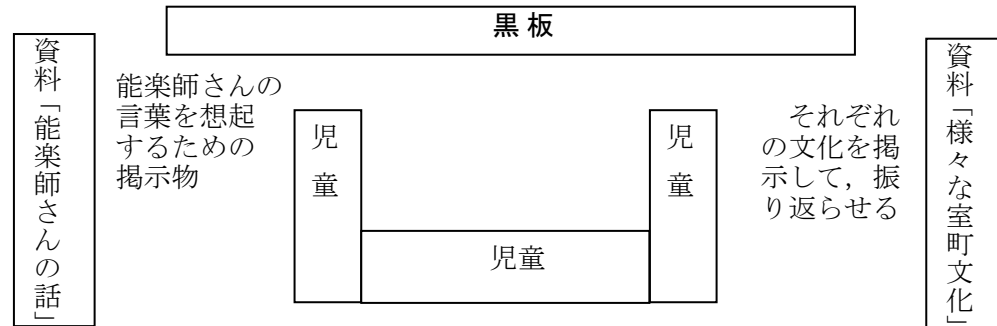 黒板
資料「能楽師さんの話」
能楽師さんの
言葉を想起
するための
掲示物
児童
児童
児童
それぞれ
の文化を掲
示して，振
り返らせる
資料「様々な室町文化」